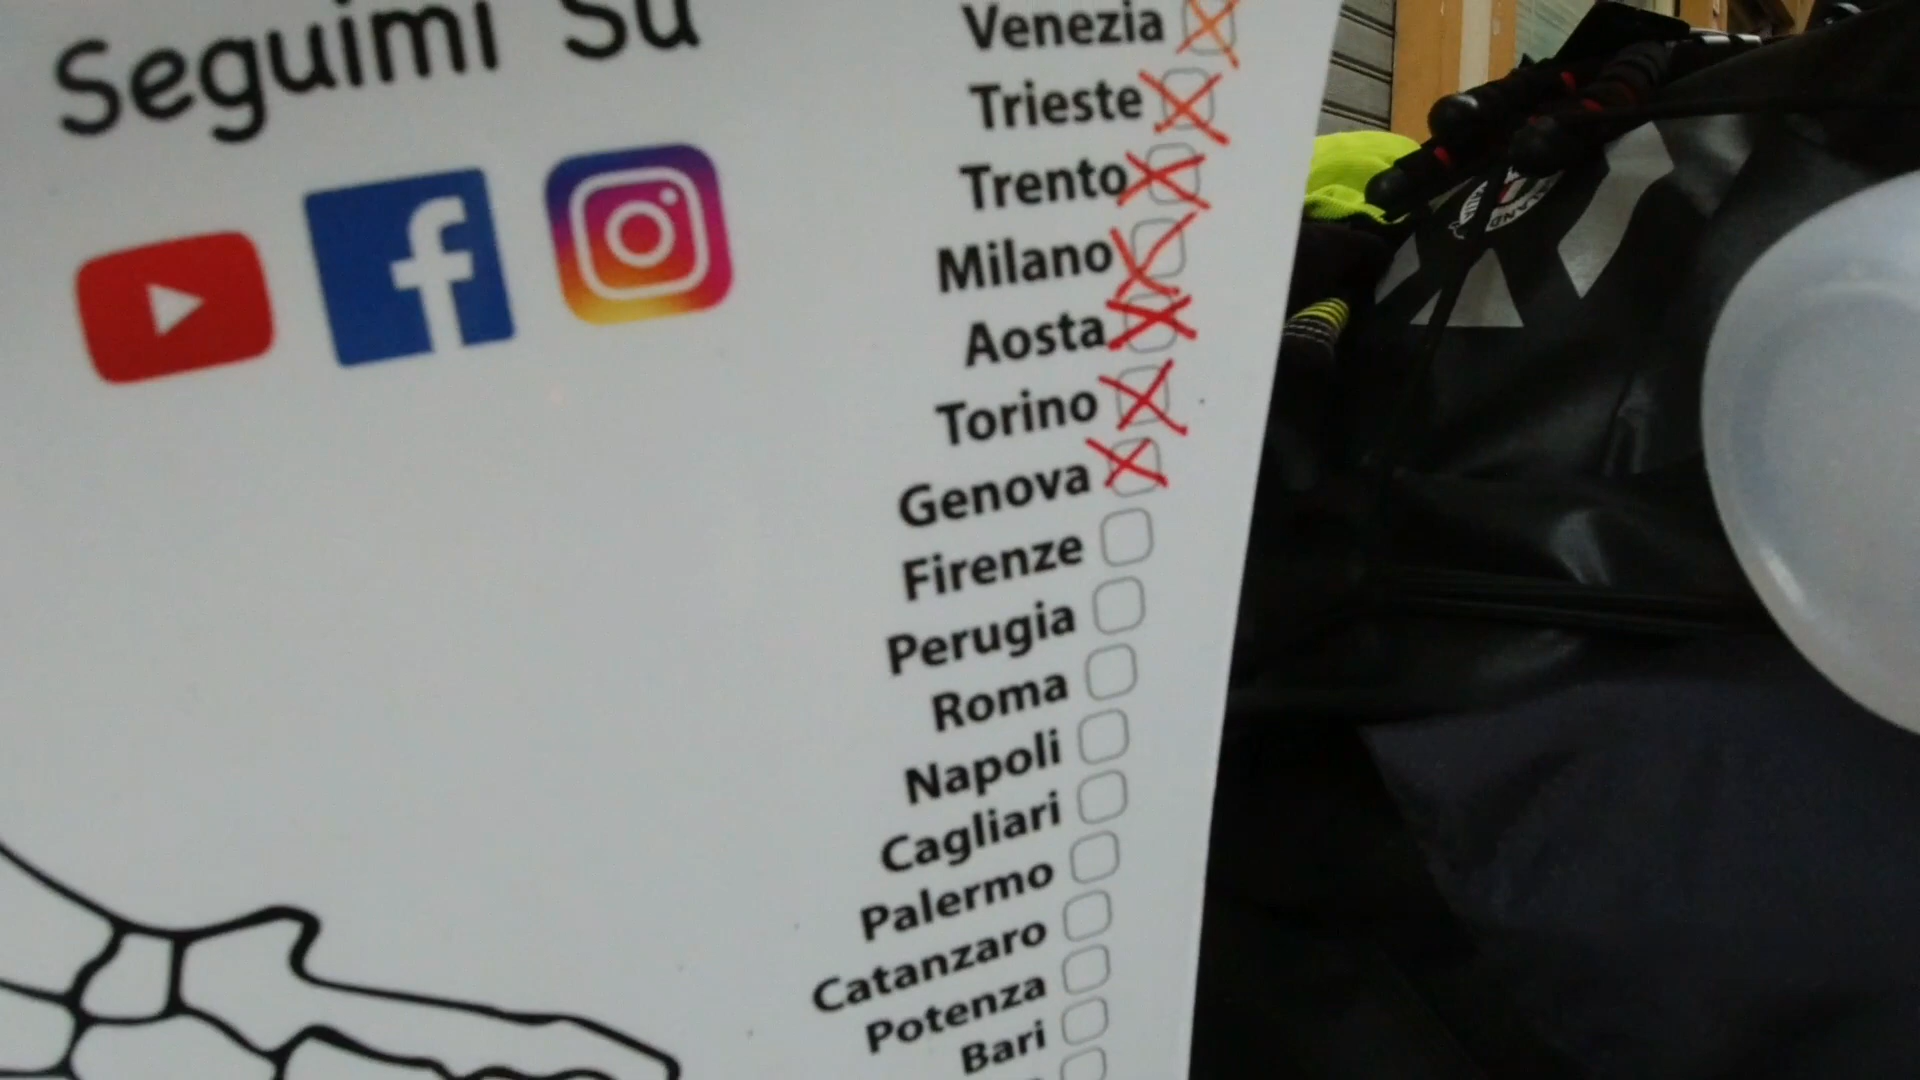 Seguimi Su
Venezia
Trieste
Trento
Milano
Aosta
Torino
Genova
Firenze
Perugia
Roma
Napoli
Cagliari
Palermo
Catanzaro
Potenza
Bari